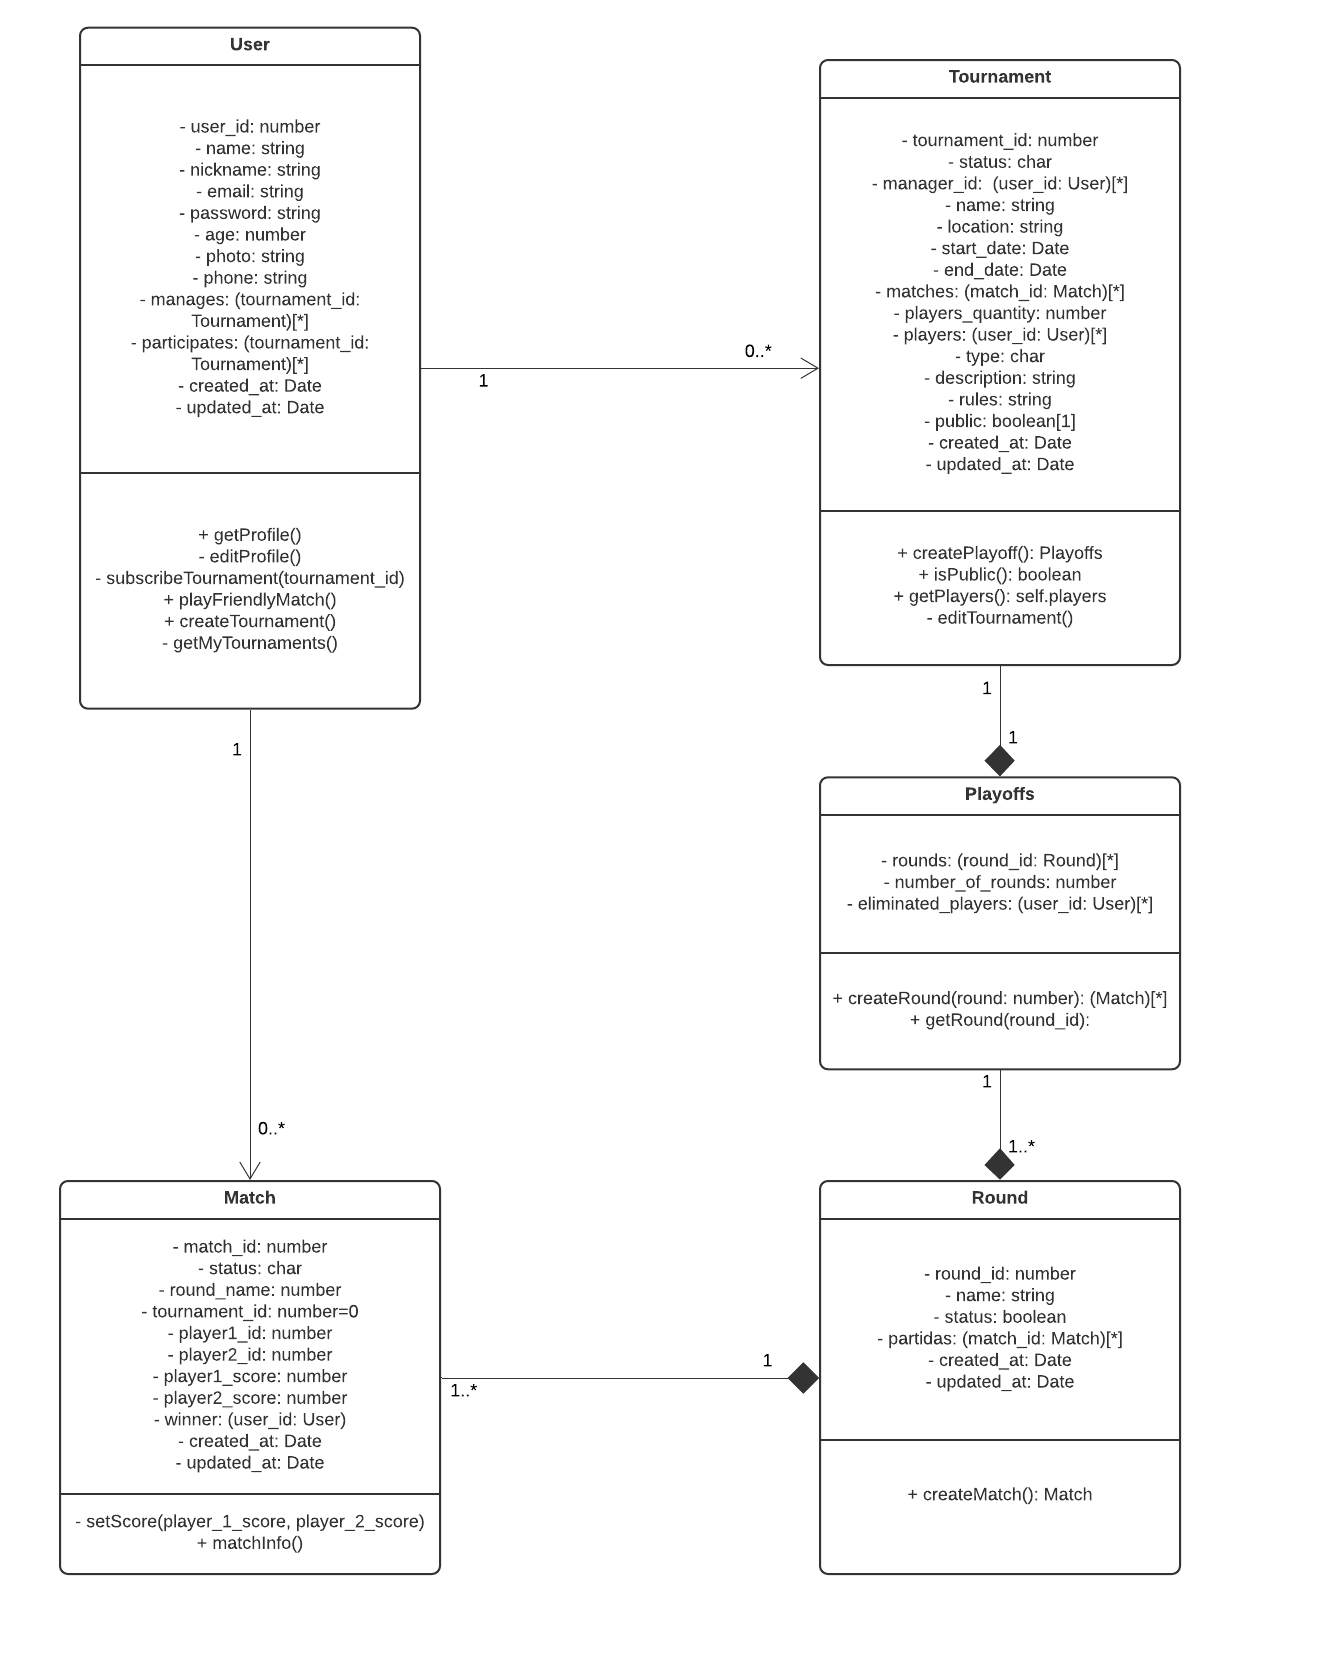 User
- user_id: number
- name: string
- nickname: string
- email: string
- password: string
- age: number
- photo: string
- phone: string
- manages: (tournament_id:
Tournament)[*]
- participates: (tournament_id:
Tournament)[*]
- created_at: Date
- updated_at: Date
+ getProfile()
- editProfile()
- subscribeTournament(tournament_id)
+ playFriendlyMatch()
+ createTournament()
- getMyTournaments()
0..*
1
Tournament
- tournament_id: number
- status: char
- manager_id:  (user_id: User)[*]
- name: string
- location: string
- start_date: Date
- end_date: Date
- matches: (match_id: Match)[*]
- players_quantity: number
- players: (user_id: User)[*]
- type: char
- description: string
- rules: string
- public: boolean[1]
- created_at: Date
- updated_at: Date
+ createPlayoff(): Playoffs
+ isPublic(): boolean
+ getPlayers(): self.players
- editTournament()
1
1
Playoffs
- rounds: (round_id: Round)[*]
- number_of_rounds: number
- eliminated_players: (user_id: User)[*]
+ createRound(round: number): (Match)[*]
+ getRound(round_id):
1
1..*
1
0..*
Match
- match_id: number
- status: char
- round_name: number
- tournament_id: number=0
- player1_id: number
- player2_id: number
- player1_score: number
- player2_score: number
- winner: (user_id: User)
- created_at: Date
- updated_at: Date
- setScore(player_1_score, player_2_score)
+ matchInfo()
1
1..*
Round
- round_id: number
- name: string
- status: boolean
- partidas: (match_id: Match)[*]
- created_at: Date
- updated_at: Date
+ createMatch(): Match